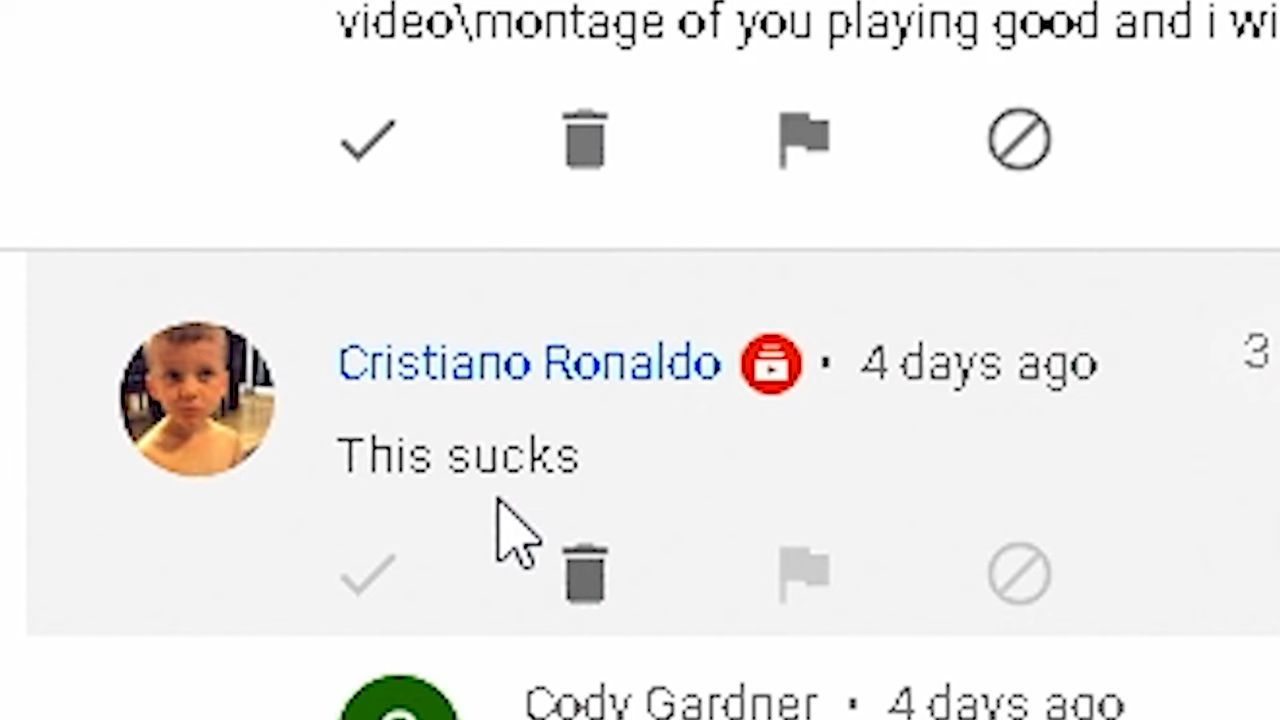 video\montage of you playing good and i wi
Cristiano Ronaldo · 4 days ago
3
This sucks
Cody Gardner · 4 days ago